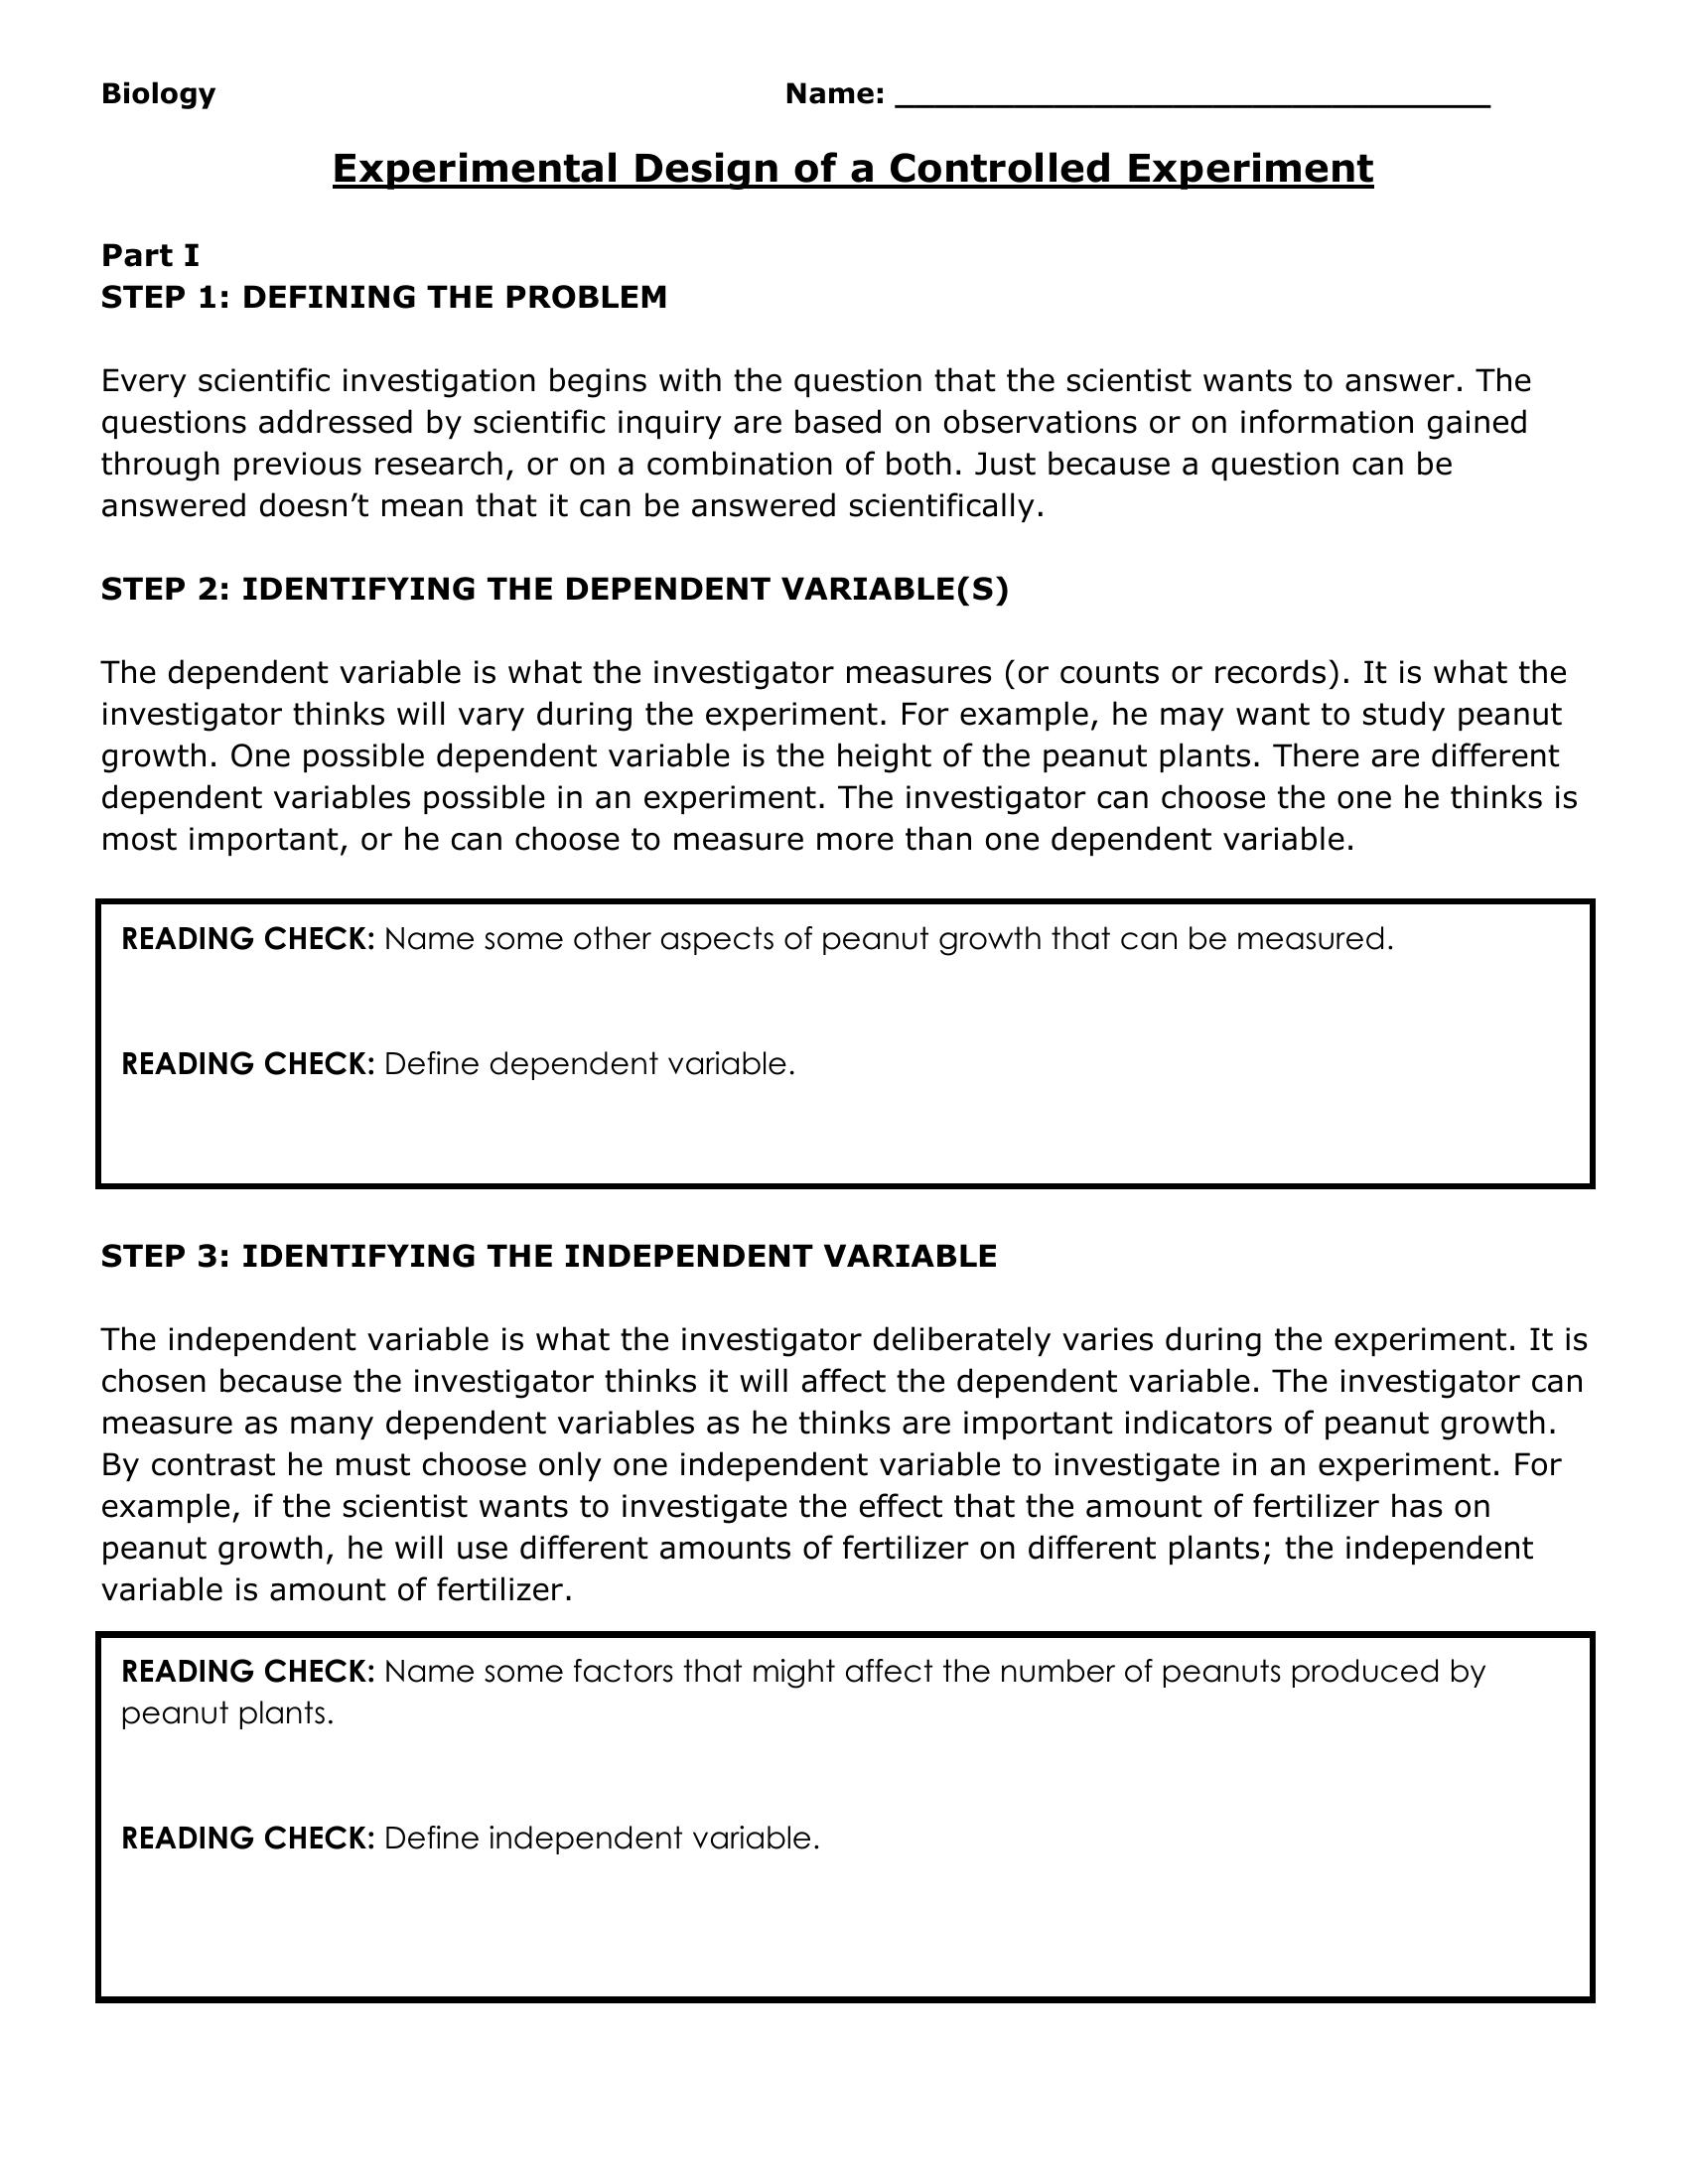 Biology Name: ___________________________________
Experimental Design of a Controlled Experiment
Part I
STEP 1: DEFINING THE PROBLEM
Every scientific investigation begins with the question that the scientist wants to answer. The
questions addressed by scientific inquiry are based on observations or on information gained
through previous research, or on a combination of both. Just because a question can be
answered doesn’t mean that it can be answered scientifically.
STEP 2: IDENTIFYING THE DEPENDENT VARIABLE(S)
The dependent variable is what the investigator measures (or counts or records). It is what the
investigator thinks will vary during the experiment. For example, he may want to study peanut
growth. One possible dependent variable is the height of the peanut plants. There are different
dependent variables possible in an experiment. The investigator can choose the one he thinks is
most important, or he can choose to measure more than one dependent variable.
READING CHECK: Name some other aspects of peanut growth that can be measured.
READING CHECK: Define dependent variable.
STEP 3: IDENTIFYING THE INDEPENDENT VARIABLE
The independent variable is what the investigator deliberately varies during the experiment. It is
chosen because the investigator thinks it will affect the dependent variable. The investigator can
measure as many dependent variables as he thinks are important indicators of peanut growth.
By contrast he must choose only one independent variable to investigate in an experiment. For
example, if the scientist wants to investigate the effect that the amount of fertilizer has on
peanut growth, he will use different amounts of fertilizer on different plants; the independent
variable is amount of fertilizer.
READING CHECK: Name some factors that might affect the number of peanuts produced by
peanut plants.
READING CHECK: Define independent variable.